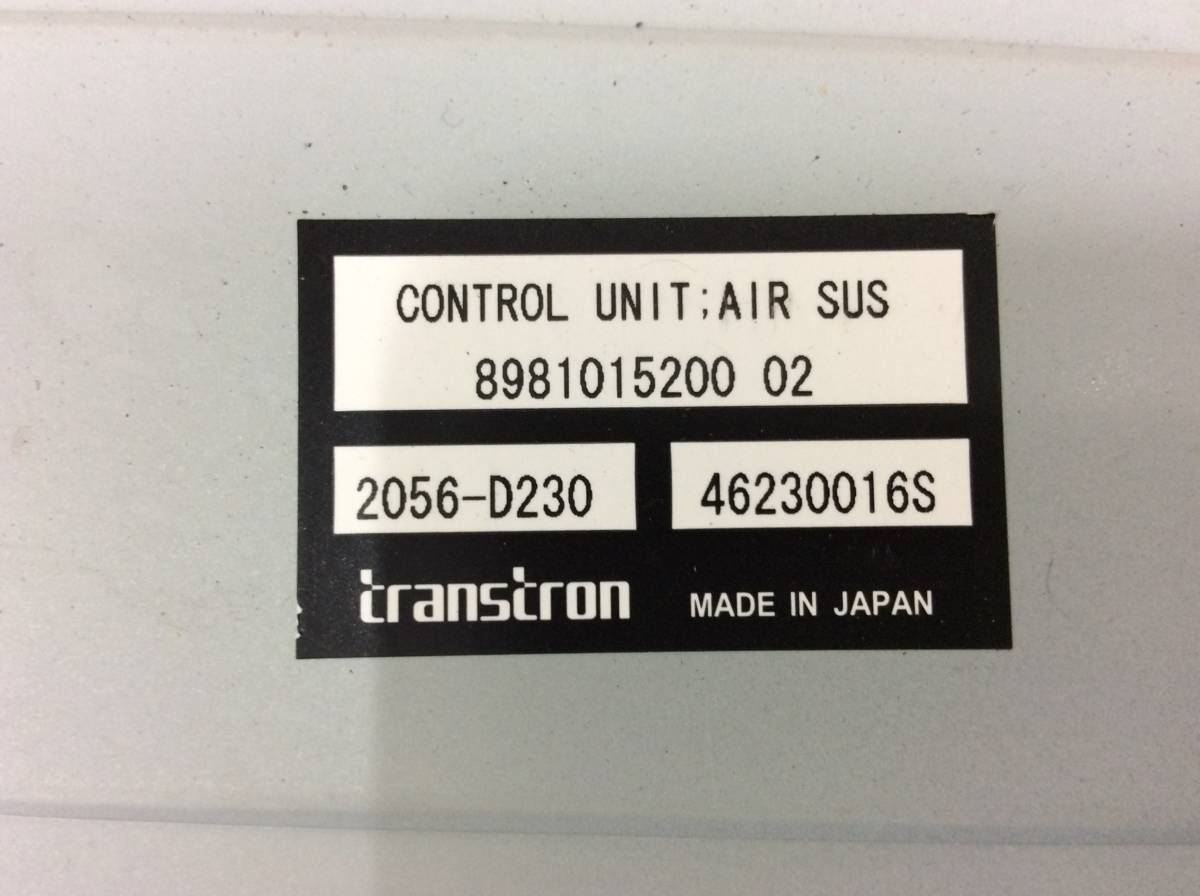 CONTROL UNIT;AIR SUS
8981015200 02
2056-D230 46230016S
transtron MADE IN JAPAN